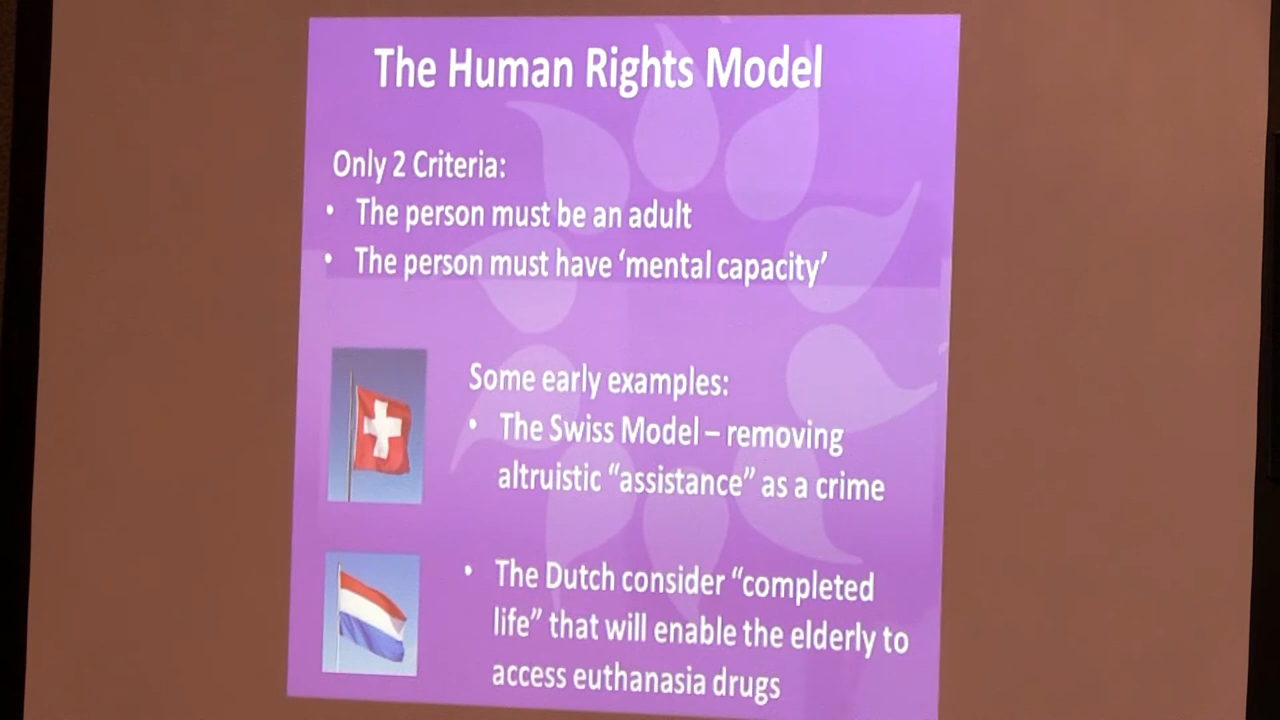 The Human Rights Model
Only 2 Criteria:
• The person must be an adult
• The person must have ‘mental capacity’
Some early examples:
• The Swiss Model – removing
altruistic “assistance” as a crime
• The Dutch consider “completed
life” that will enable the elderly to
access euthanasia drugs